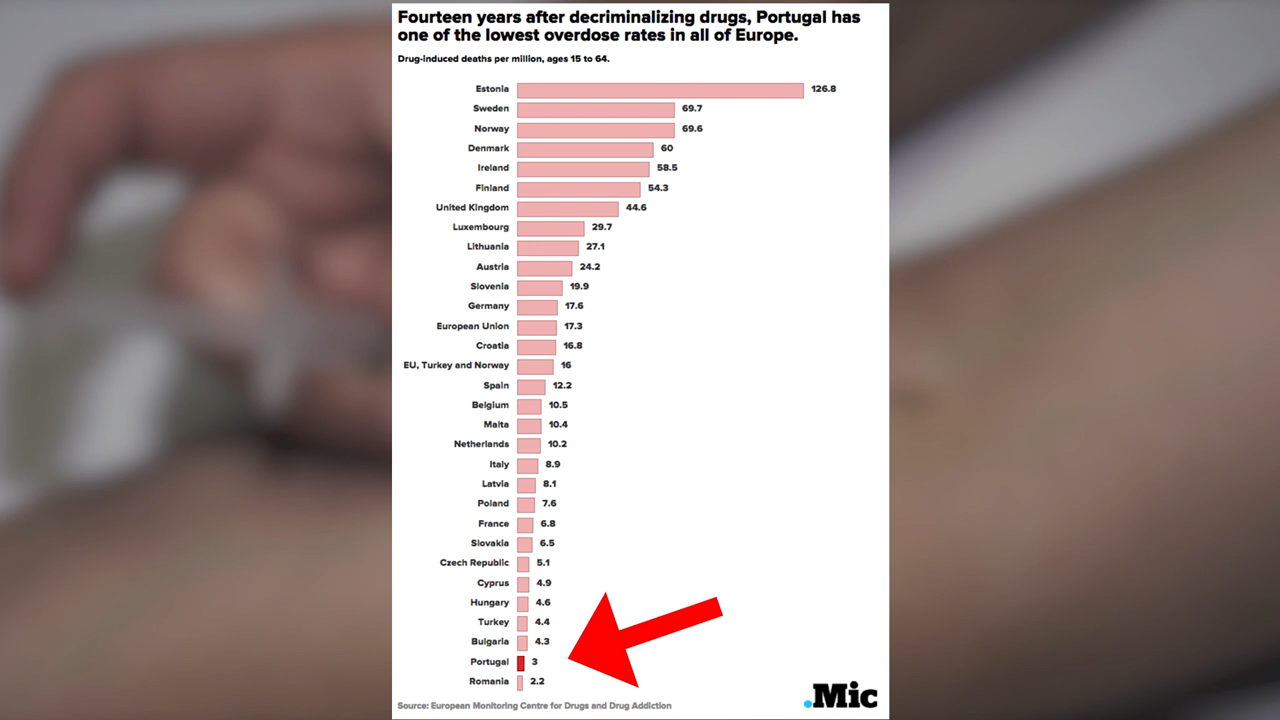 Fourteen years after decriminalizing drugs, Portugal has
one of the lowest overdose rates in all of Europe.
Drug-induced deaths per million, ages 15 to 64.
Estonia 126.8
Sweden 69.7
Norway 69.6
Denmark 60
Ireland 58.5
Finland 54.3
United Kingdom 44.6
Luxembourg 29.7
Lithuania 27.1
Austria 24.2
Slovenia 19.9
Germany 17.6
European Union 17.3
Croatia 16.8
EU, Turkey and Norway 16
Spain 12.2
Belgium 10.5
Malta 10.4
Netherlands 10.2
Italy 8.9
Latvia 8.1
Poland 7.6
France 6.8
Slovakia 6.5
Czech Republic 5.1
Cyprus 4.9
Hungary 4.6
Turkey 4.4
Bulgaria 4.3
Portugal 3
Romania 2.2
.Mic
Source: European Monitoring Centre for Drugs and Drug Addiction